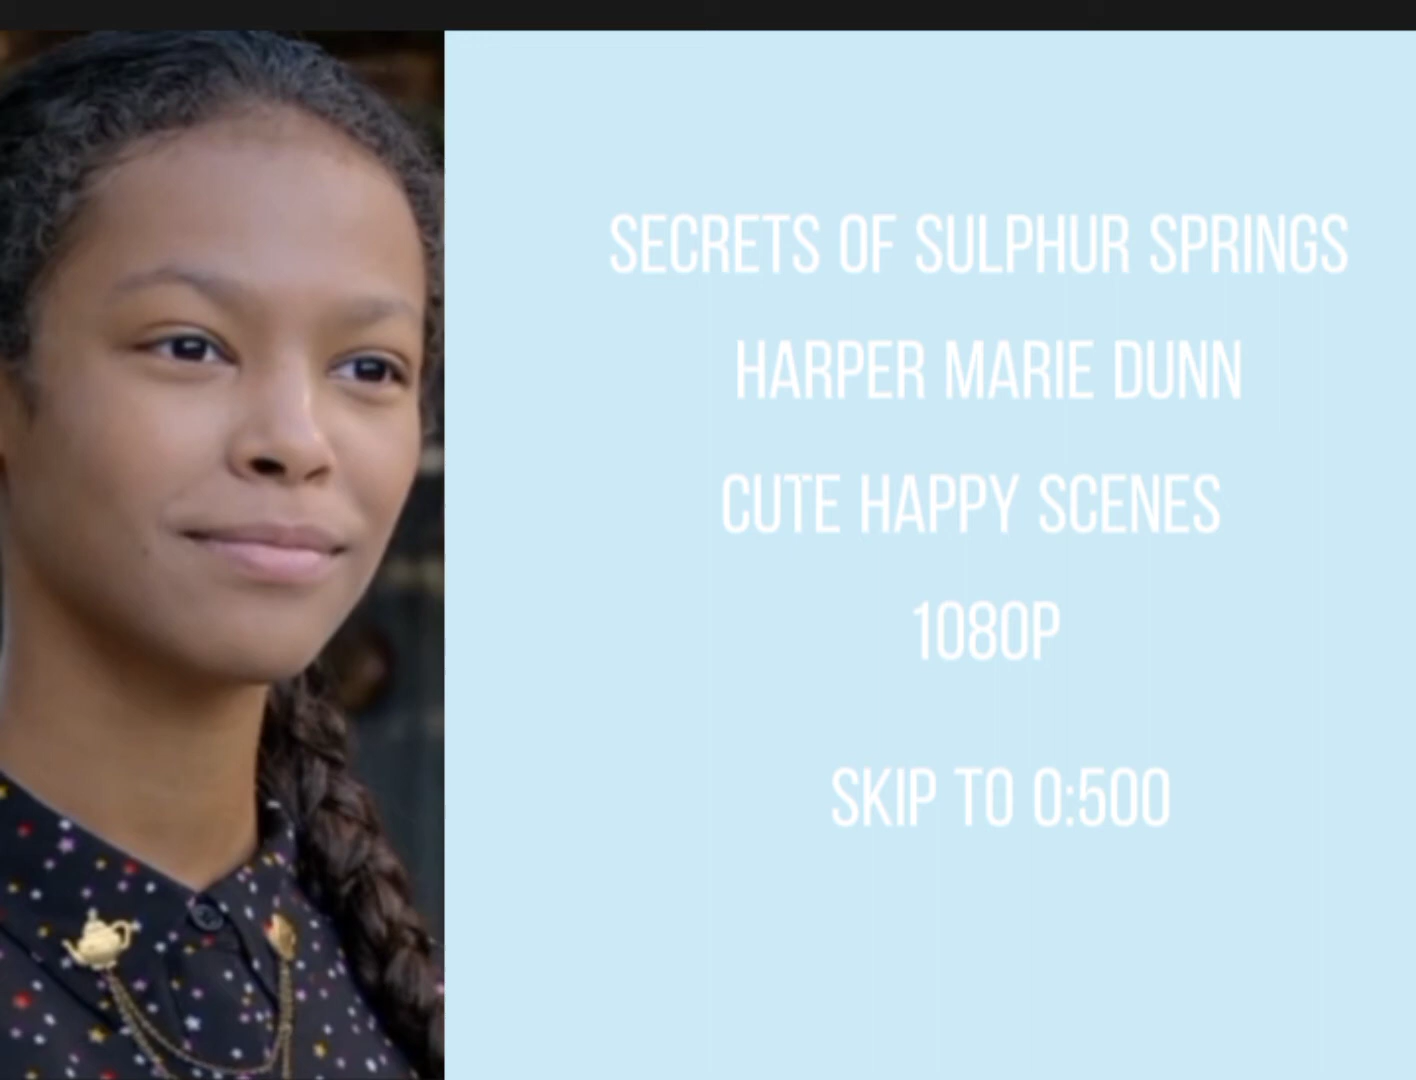 SECRETS OF SULPHUR SPRINGS
HARPER MARIE DUNN
CUTE HAPPY SCENES
1080P
SKIP TO 0:500